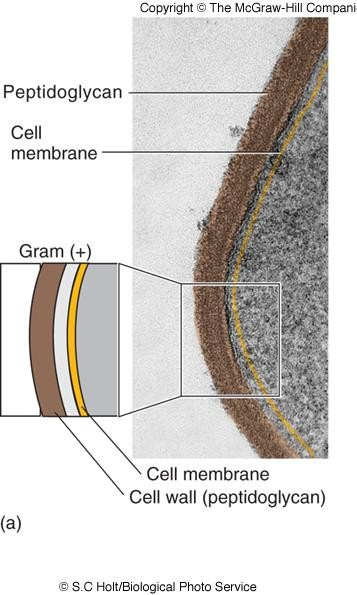 Copyright © The McGraw-Hill Compani
Peptidoglycan
Cell
membrane
Gram (+)
Cell membrane
Cell wall (peptidoglycan)
(a)
© S.C Holt/Biological Photo Service